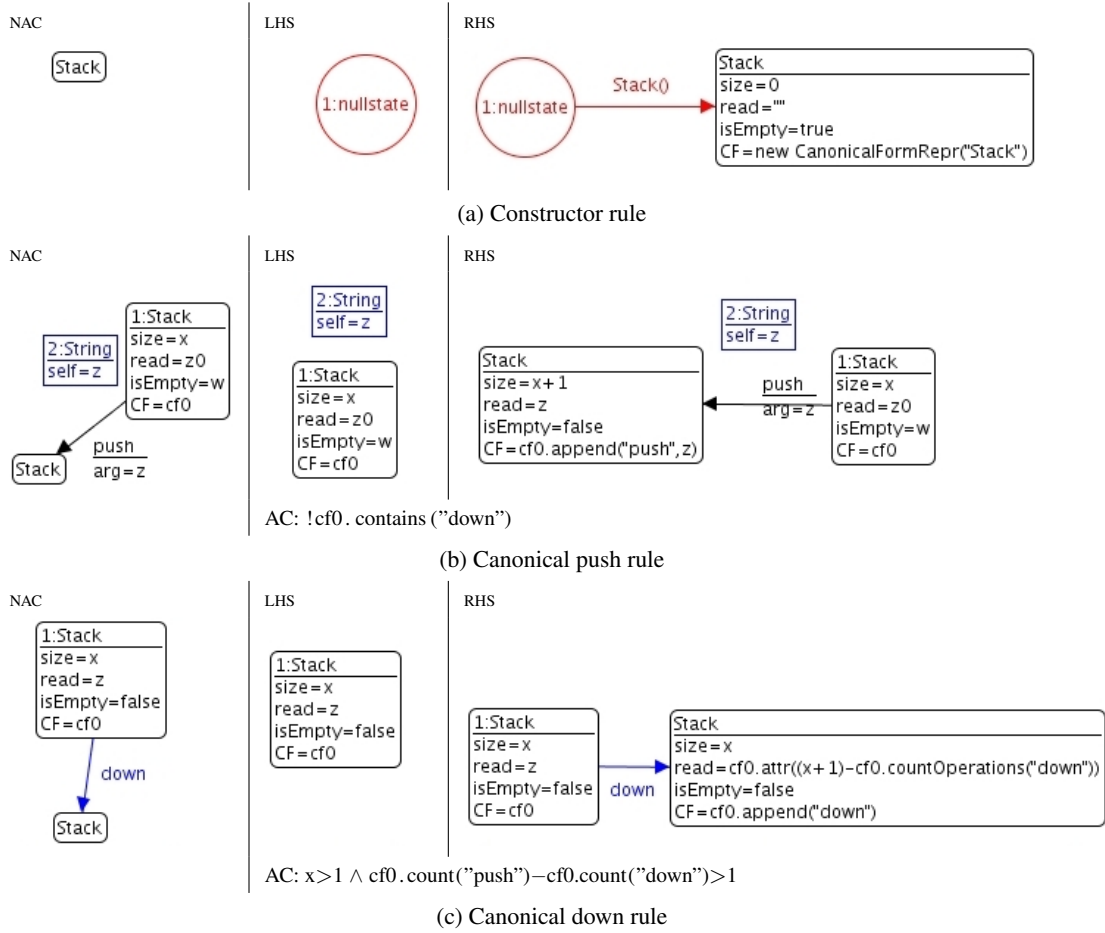 NAC
LHS
RHS
Stack
1:nullstate
1:nullstate
Stack()
Stack
size=0
read=""
isEmpty=true
CF=new CanonicalFormRepr("Stack")
(a) Constructor rule
NAC
LHS
RHS
2:String
self=z
1:Stack
size=x
read=z0
isEmpty=w
CF=cf0
push
arg=z
Stack
2:String
self=z
1:Stack
size=x
read=z0
isEmpty=w
CF=cf0
2:String
self=z
Stack
size=x+1
read=z
isEmpty=false
CF=cf0.append("push",z)
push
arg=z
1:Stack
size=x
read=z0
isEmpty=w
CF=cf0
AC: !cf0.contains("down")
(b) Canonical push rule
NAC
LHS
RHS
1:Stack
size=x
read=z
isEmpty=false
CF=cf0
down
Stack
1:Stack
size=x
read=z
isEmpty=false
CF=cf0
1:Stack
size=x
read=z
isEmpty=false
CF=cf0
down
Stack
size=x
read=cf0.attr((x+1)-cf0.countOperations("down"))
isEmpty=false
CF=cf0.append("down")
AC: x>1 ∧ cf0.count("push")−cf0.count("down")>1
(c) Canonical down rule